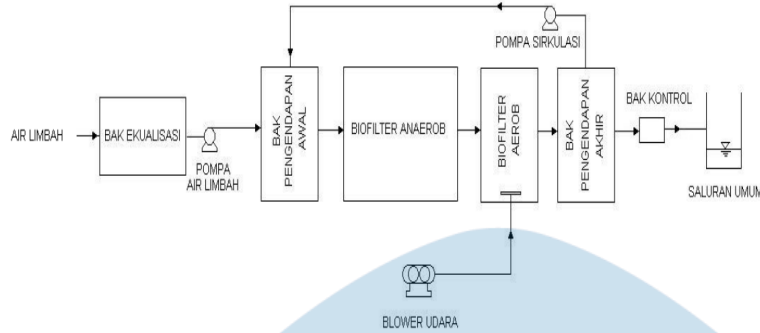 POMPA SIRKULASI
AIR LIMBAH
BAK EKUALISASI
POMPA
AIR LIMBAH
BAK
PENGENDAPAN
AWAL
BIOFILTER ANAEROB
BIOFILTER
AEROB
BAK
PENGENDAPAN
AKHIR
BAK KONTROL
SALURAN UMUM
BLOWER UDARA